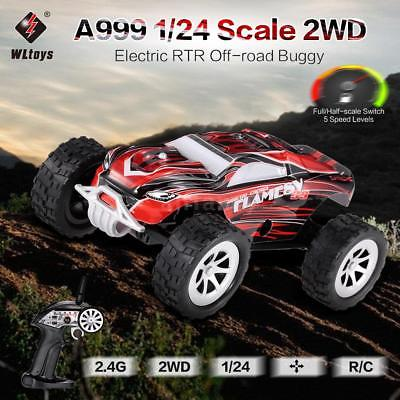 WLtoys
A999 1/24 Scale 2WD
Electric RTR Off-road Buggy
Full/Half-scale Switch
5 Speed Levels
2.4G
2WD
1/24
R/C